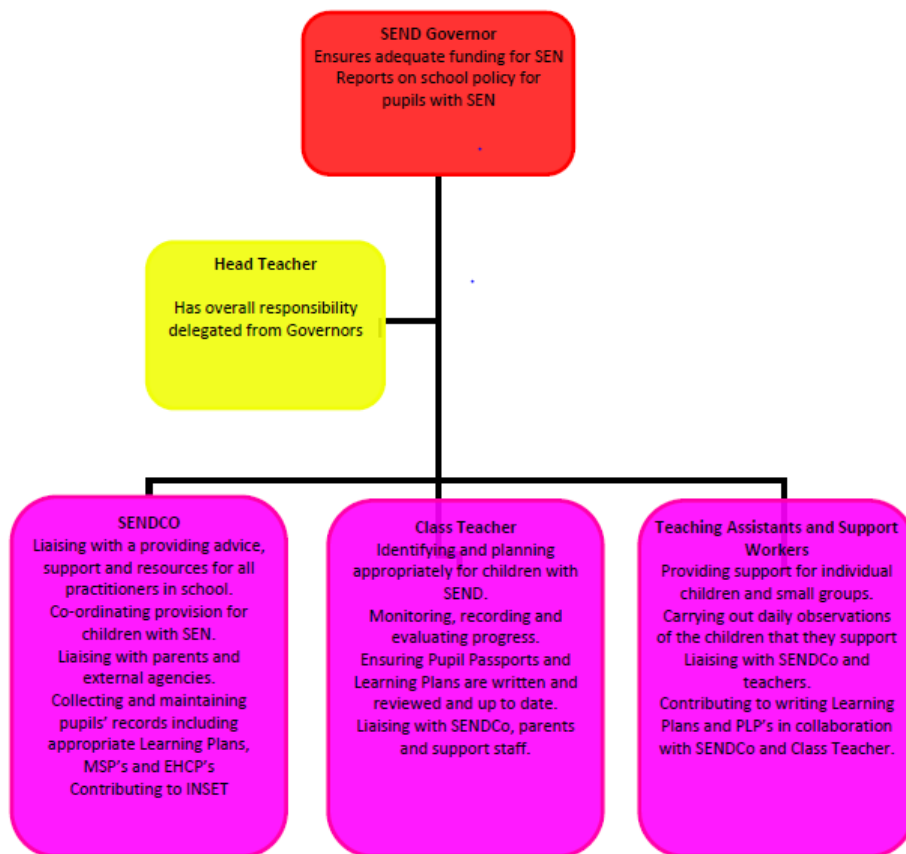 SEND Governor
Ensures adequate funding for SEN
Reports on school policy for
pupils with SEN
Head Teacher
Has overall responsibility
delegated from Governors
SENDCO
Liaising with a providing advice,
support and resources for all
practitioners in school.
Co-ordinating provision for
children with SEN.
Liaising with parents and
external agencies.
Collecting and maintaining
pupils' records including
appropriate Learning Plans,
MSP's and EHCP's
Contributing to INSET
Class Teacher
Identifying and planning
appropriately for children with
SEND.
Monitoring, recording and
evaluating progress.
Ensuring Pupil Passports and
Learning Plans are written and
reviewed and up to date.
Liaising with SENDCo, parents
and support staff.
Teaching Assistants and Support
Workers
Providing support for individual
children and small groups.
Carrying out daily observations
of the children that they support
Liaising with SENDCo and
teachers.
Contributing to writing Learning
Plans and PLP's in collaboration
with SENDCo and Class Teacher.